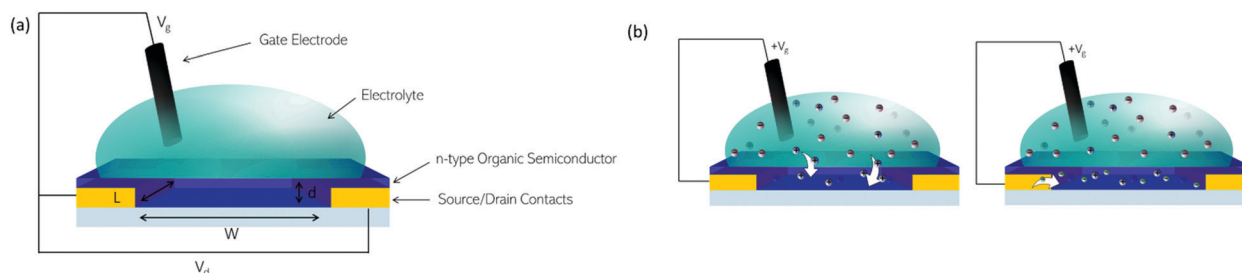 (a)
Vg
Gate Electrode
Electrolyte
n-type Organic Semiconductor
L
d
Source/Drain Contacts
W
Vd
(b)
+Vg
+Vg